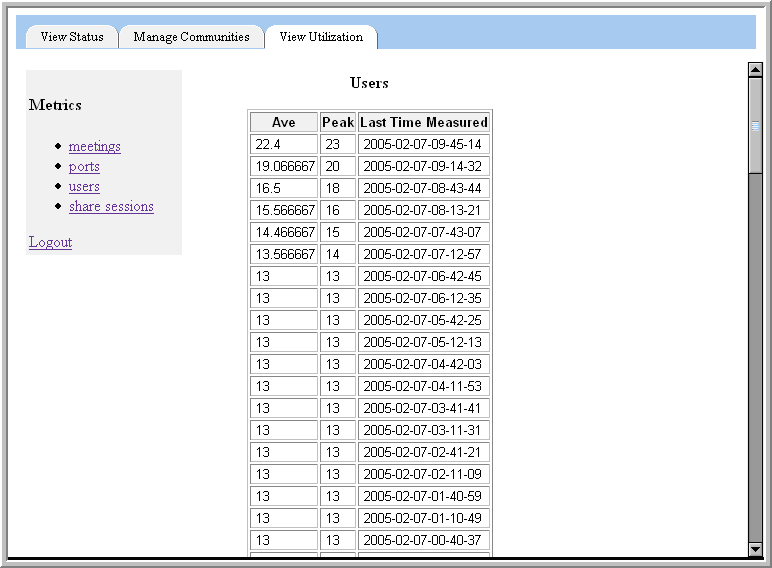 View Status Manage Communities View Utilization
Metrics
meetings
ports
users
share sessions
Logout
Users
Ave Peak Last Time Measured
22.4 23 2005-02-07-09-45-14
19.066667 20 2005-02-07-09-14-32
16.5 18 2005-02-07-08-43-44
15.566667 16 2005-02-07-08-13-21
14.466667 15 2005-02-07-07-43-07
13.566667 14 2005-02-07-07-12-57
13 13 2005-02-07-06-42-45
13 13 2005-02-07-06-12-35
13 13 2005-02-07-05-42-25
13 13 2005-02-07-05-12-13
13 13 2005-02-07-04-42-03
13 13 2005-02-07-04-11-53
13 13 2005-02-07-03-41-41
13 13 2005-02-07-03-11-31
13 13 2005-02-07-02-41-21
13 13 2005-02-07-02-11-09
13 13 2005-02-07-01-40-59
13 13 2005-02-07-01-10-49
13 13 2005-02-07-00-40-37